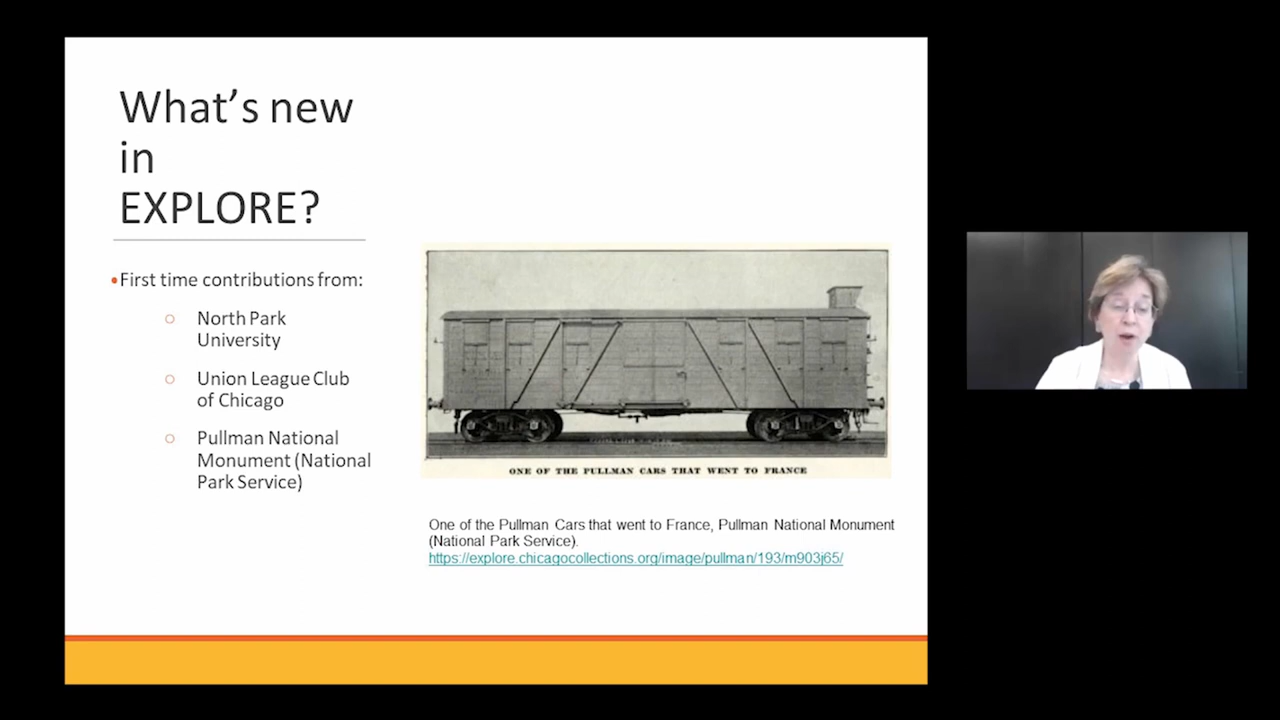 What's new
in
EXPLORE?
•First time contributions from:
○ North Park
University
○ Union League Club
of Chicago
○ Pullman National
Monument (National
Park Service)
ONE OF THE PULLMAN CARS THAT WENT TO FRANCE
One of the Pullman Cars that went to France, Pullman National Monument
(National Park Service).
https://explore.chicagocollections.org/image/pullman/193/m903j65/